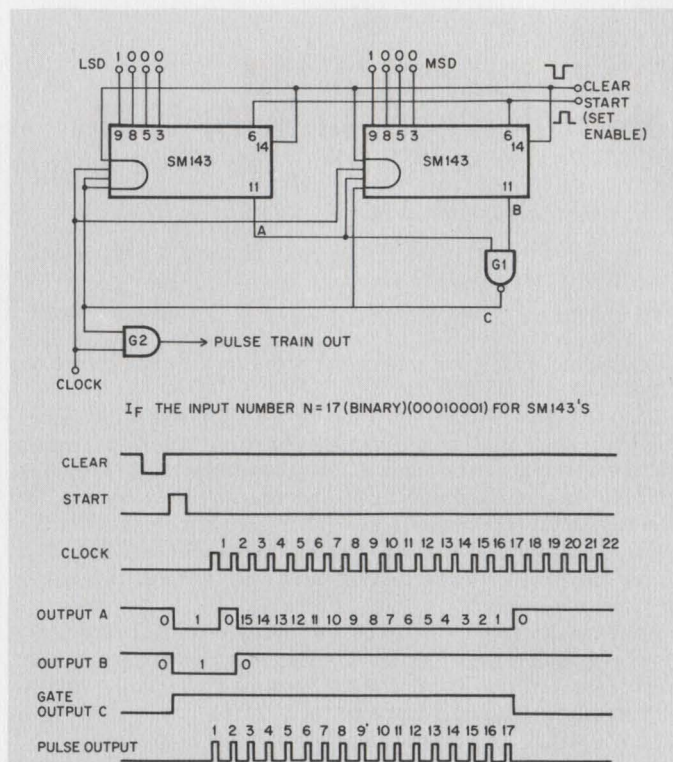 1 0 0 0
LSD
9 8 5 3
6
14
SM143
11
A
1 0 0 0
MSD
9 8 5 3
6
14
SM143
11
B
CLEAR
START
(SET
ENABLE)
G1
C
G2
PULSE TRAIN OUT
CLOCK
IF THE INPUT NUMBER N=17 (BINARY)(00010001) FOR SM143'S
CLEAR
START
CLOCK
1 2 3 4 5 6 7 8 9 10 11 12 13 14 15 16 17 18 19 20 21 22
OUTPUT A
0 1 0 15 14 13 12 11 10 9 8 7 6 5 4 3 2 1 0
OUTPUT B
0 1 0
GATE
OUTPUT C
PULSE OUTPUT
1 2 3 4 5 6 7 8 9' 10 11 12 13 14 15 16 17